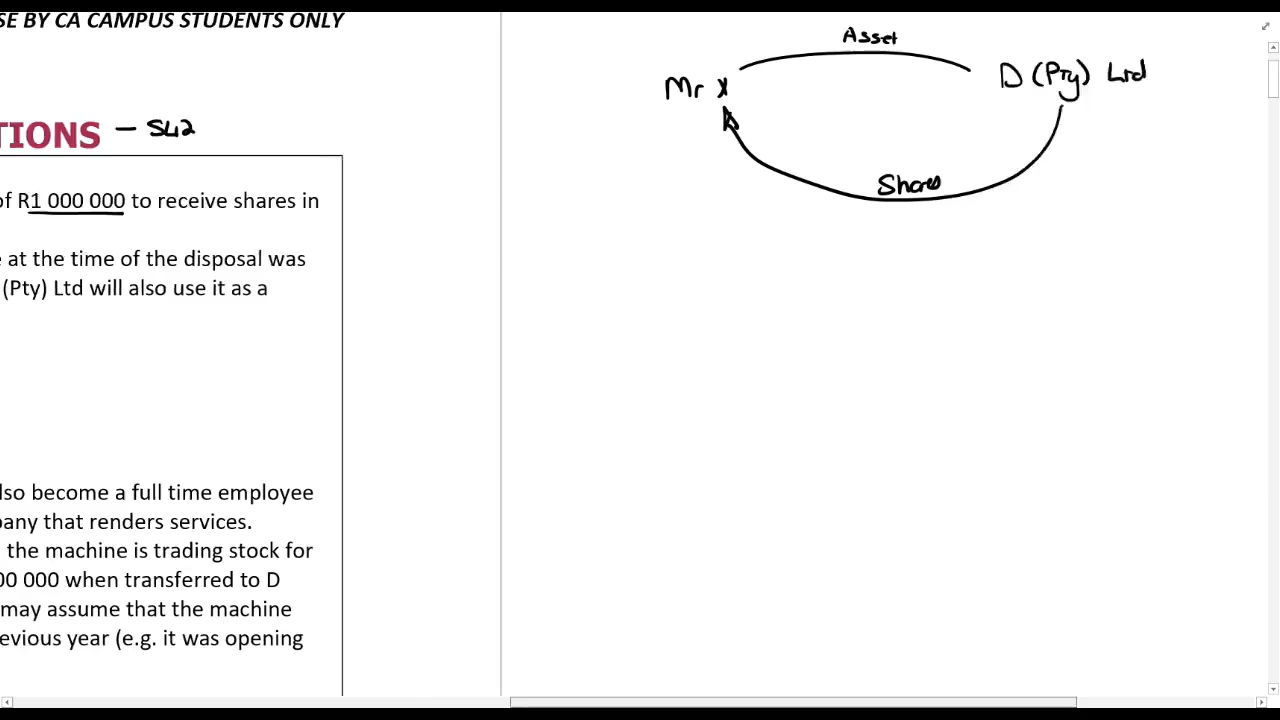 SE BY CA CAMPUS STUDENTS ONLY
TIONS - S42
of R1 000 000 to receive shares in
e at the time of the disposal was
(Pty) Ltd will also use it as a
lso become a full time employee
pany that renders services.
the machine is trading stock for
00 000 when transferred to D
may assume that the machine
evious year (e.g. it was opening
Asset
Mr X
D (Pty) Ltd
Shares